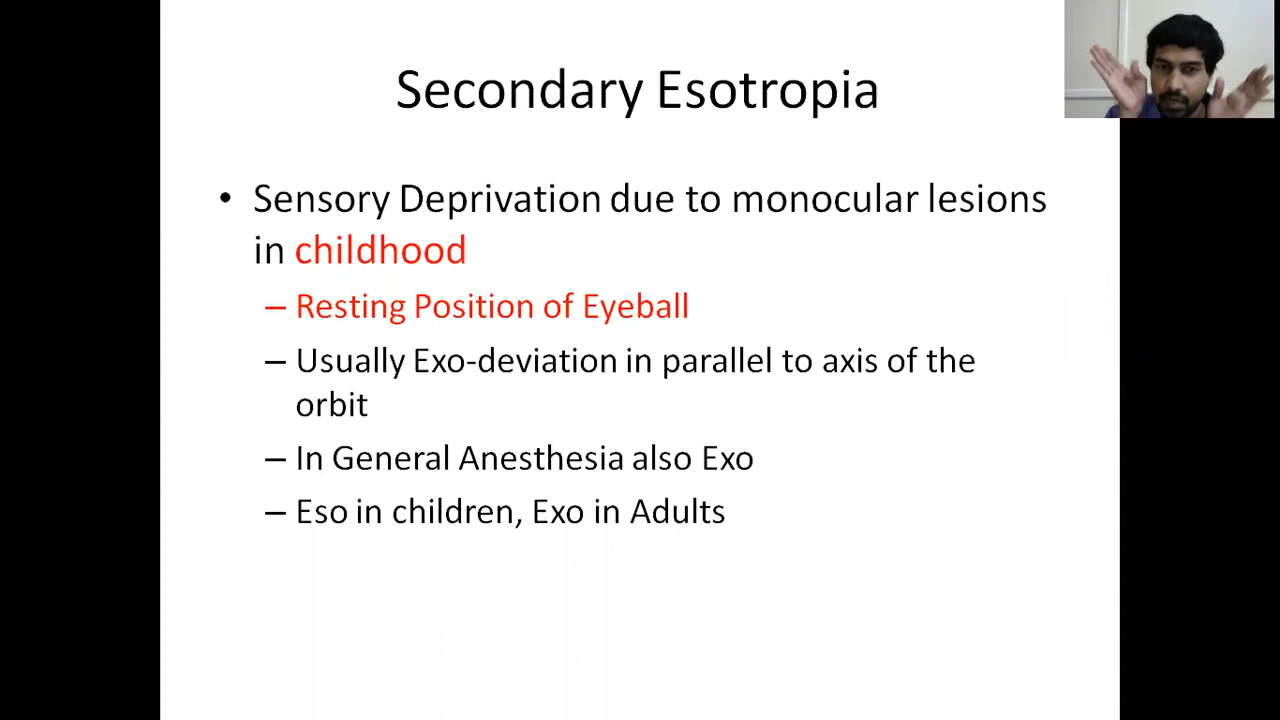 Secondary Esotropia
• Sensory Deprivation due to monocular lesions
in childhood
– Resting Position of Eyeball
– Usually Exo-deviation in parallel to axis of the
orbit
– In General Anesthesia also Exo
– Eso in children, Exo in Adults